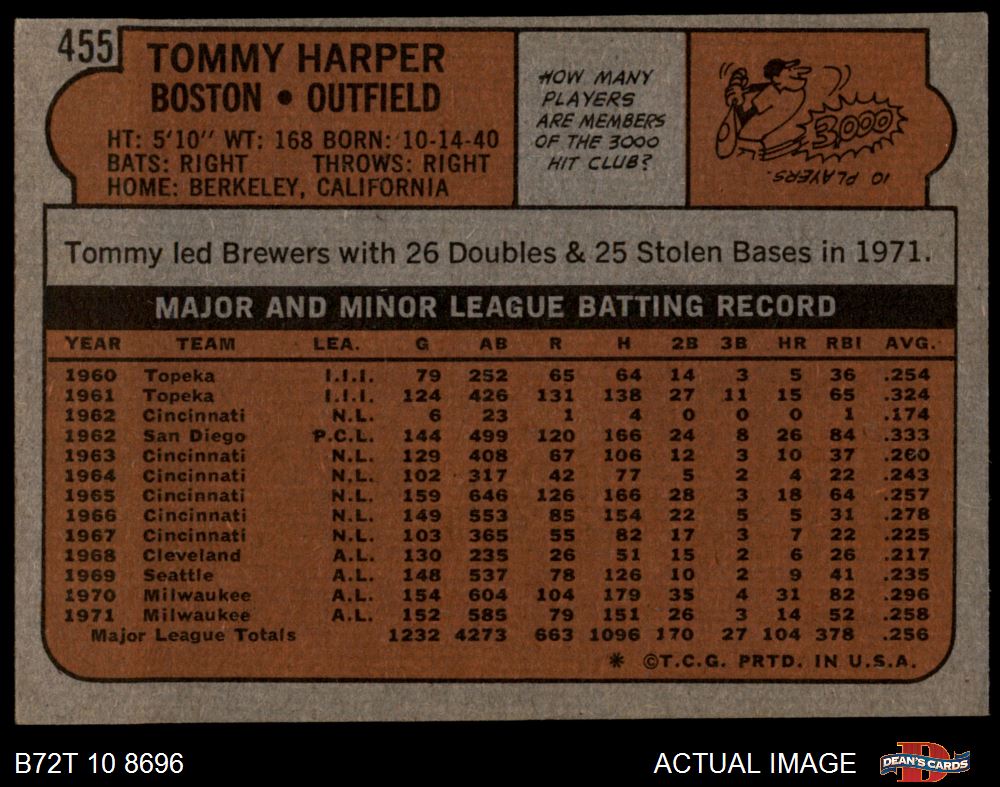 455
TOMMY HARPER
BOSTON • OUTFIELD
HT: 5'10" WT: 168 BORN: 10-14-40
BATS: RIGHT THROWS: RIGHT
HOME: BERKELEY, CALIFORNIA
HOW MANY
PLAYERS
ARE MEMBERS
OF THE 3000
HIT CLUB?
3000
10 PLAYERS.
Tommy led Brewers with 26 Doubles & 25 Stolen Bases in 1971.
MAJOR AND MINOR LEAGUE BATTING RECORD
YEAR TEAM LEA. G AB R H 2B 3B HR RBI AVG.
1960 Topeka I.I.I. 79 252 65 64 14 3 5 36 .254
1961 Topeka I.I.I. 124 426 131 138 27 11 15 65 .324
1962 Cincinnati N.L. 6 23 1 4 0 0 0 1 .174
1962 San Diego P.C.L. 144 499 120 166 24 8 26 84 .333
1963 Cincinnati N.L. 129 408 67 106 12 3 10 37 .260
1964 Cincinnati N.L. 102 317 42 77 5 2 4 22 .243
1965 Cincinnati N.L. 159 646 126 166 28 3 18 64 .257
1966 Cincinnati N.L. 149 553 85 154 22 5 5 31 .278
1967 Cincinnati N.L. 103 365 55 82 17 3 7 22 .225
1968 Cleveland A.L. 130 235 26 51 15 2 6 26 .217
1969 Seattle A.L. 148 537 78 126 10 2 9 41 .235
1970 Milwaukee A.L. 154 604 104 179 35 4 31 82 .296
1971 Milwaukee A.L. 152 585 79 151 26 3 14 52 .258
Major League Totals 1232 4273 663 1096 170 27 104 378 .256
* ©T.C.G. PRTD. IN U.S.A.
B72T 10 8696
ACTUAL IMAGE
D
DEAN'S CARDS